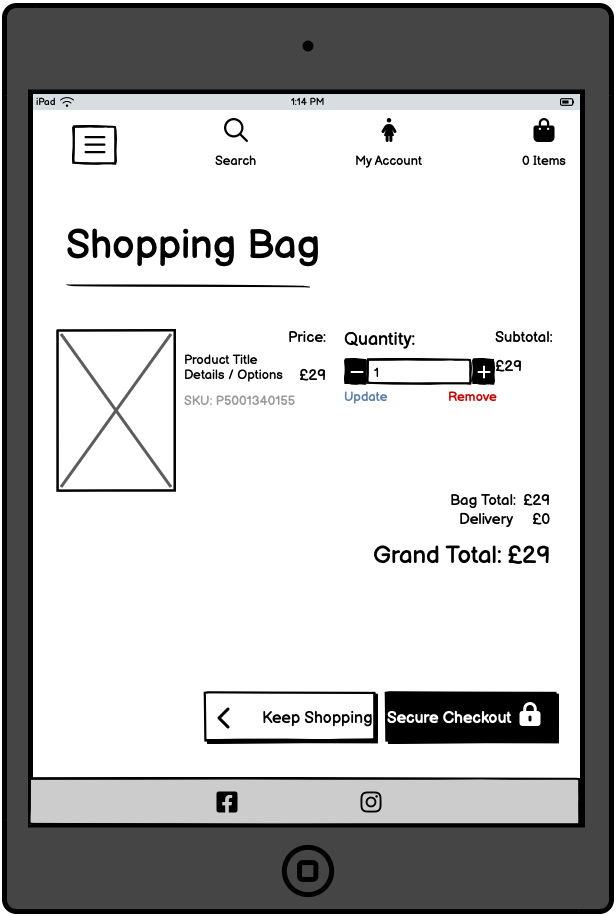 iPad 1:14 PM
Search My Account 0 Items
Shopping Bag
Price: Quantity: Subtotal:
Product Title
Details / Options £29 1 £29
SKU: P5001340155 Update Remove
Bag Total: £29
Delivery £0
Grand Total: £29
Keep Shopping Secure Checkout